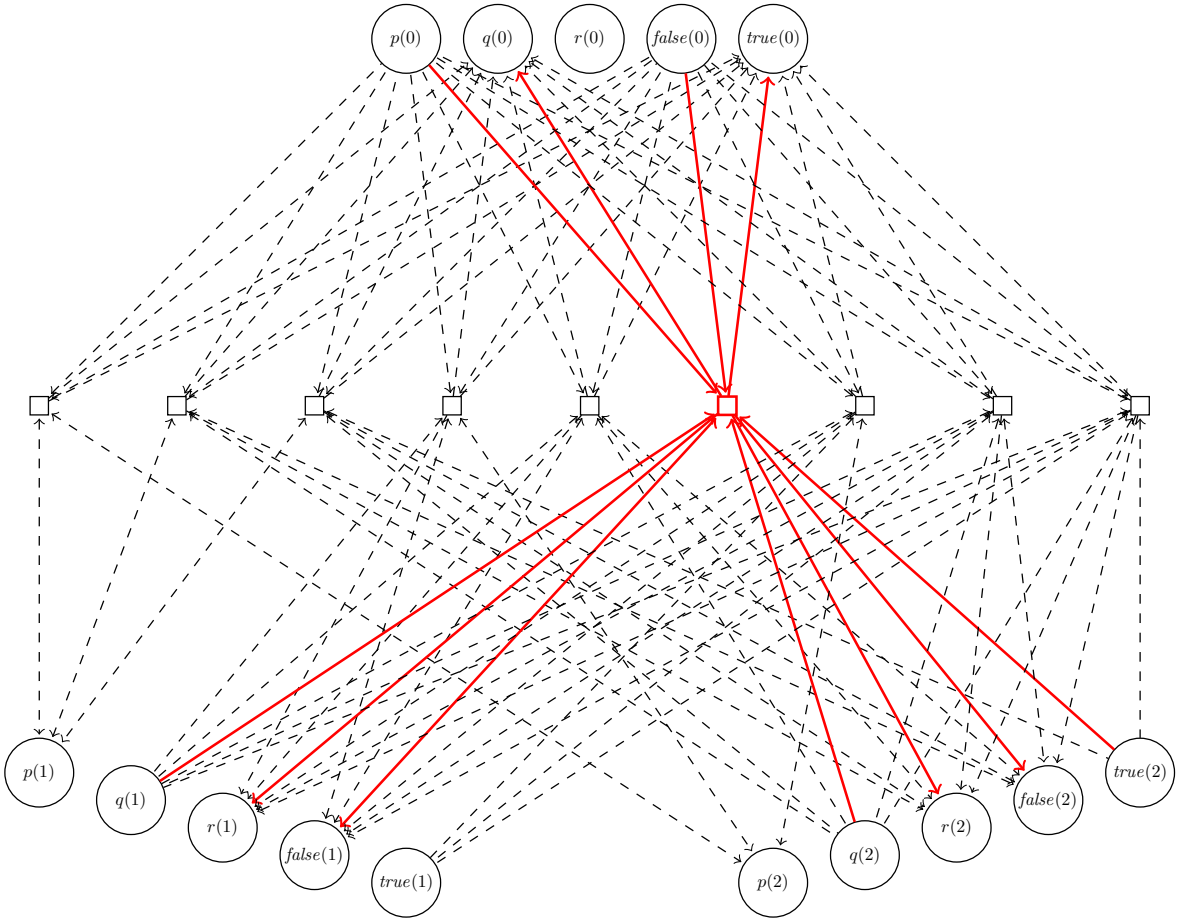 p(0) q(0) r(0) false(0) true(0)
p(1) true(2)
q(1) false(2)
r(1) r(2)
false(1) q(2)
true(1) p(2)